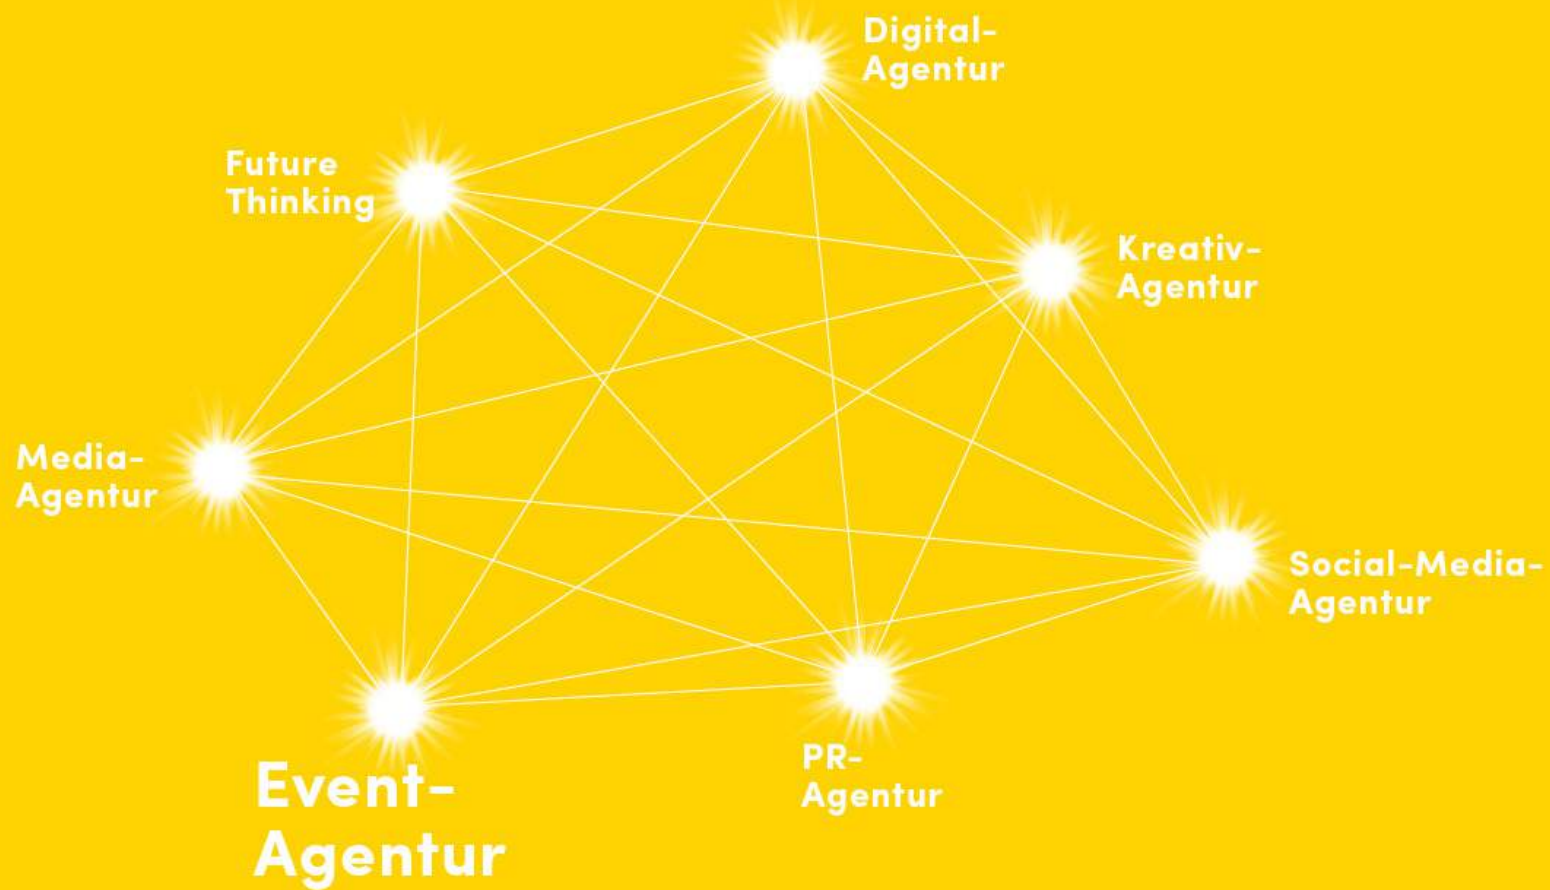 Digital-
Agentur
Future
Thinking
Kreativ-
Agentur
Media-
Agentur
Social-Media-
Agentur
PR-
Agentur
Event-
Agentur